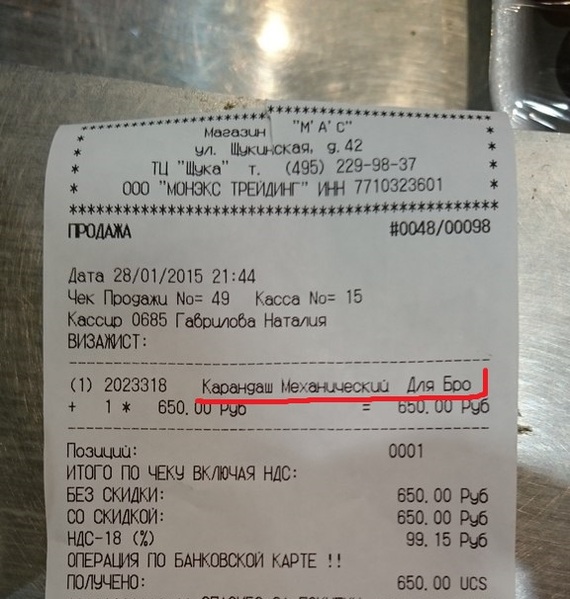 ************************************
* Магазин "М'А'С" *
* ул. Щукинская, д.42 *
* ТЦ "Щука" т. (495) 229-98-37 *
* ООО "МОНЭКС ТРЕЙДИНГ" ИНН 7710323601 *
****************************************
ПРОДАЖА #0048/00098
Дата 28/01/2015 21:44
Чек Продажи No= 49 Касса No= 15
Кассир 0685 Гаврилова Наталия
ВИЗАЖИСТ:
----------------------------------------
(1) 2023318 Карандаш Механический Для Бро
+ 1 * 650.00 Руб = 650.00 Руб
----------------------------------------
Позиций: 0001
ИТОГО ПО ЧЕКУ ВКЛЮЧАЯ НДС:
БЕЗ СКИДКИ: 650.00 Руб
СО СКИДКОЙ: 650.00 Руб
НДС-18 (%) 99.15 Руб
ОПЕРАЦИЯ ПО БАНКОВСКОЙ КАРТЕ !!
ПОЛУЧЕНО: 650.00 UCS